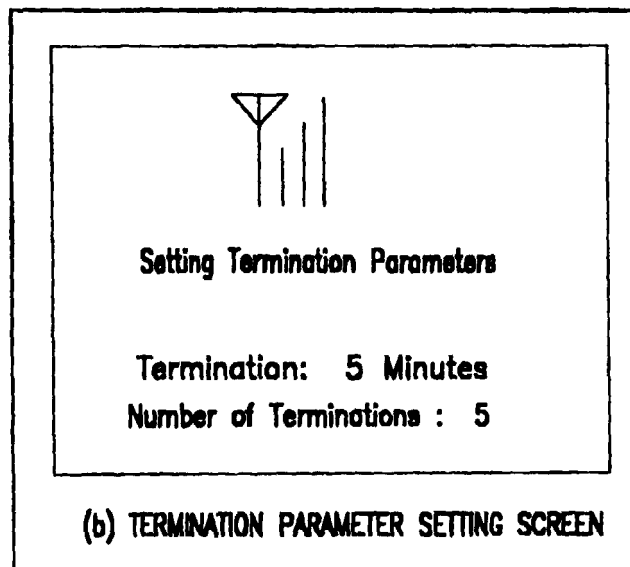 Setting Termination Parameters
Termination: 5 Minutes
Number of Terminations : 5
(b) TERMINATION PARAMETER SETTING SCREEN